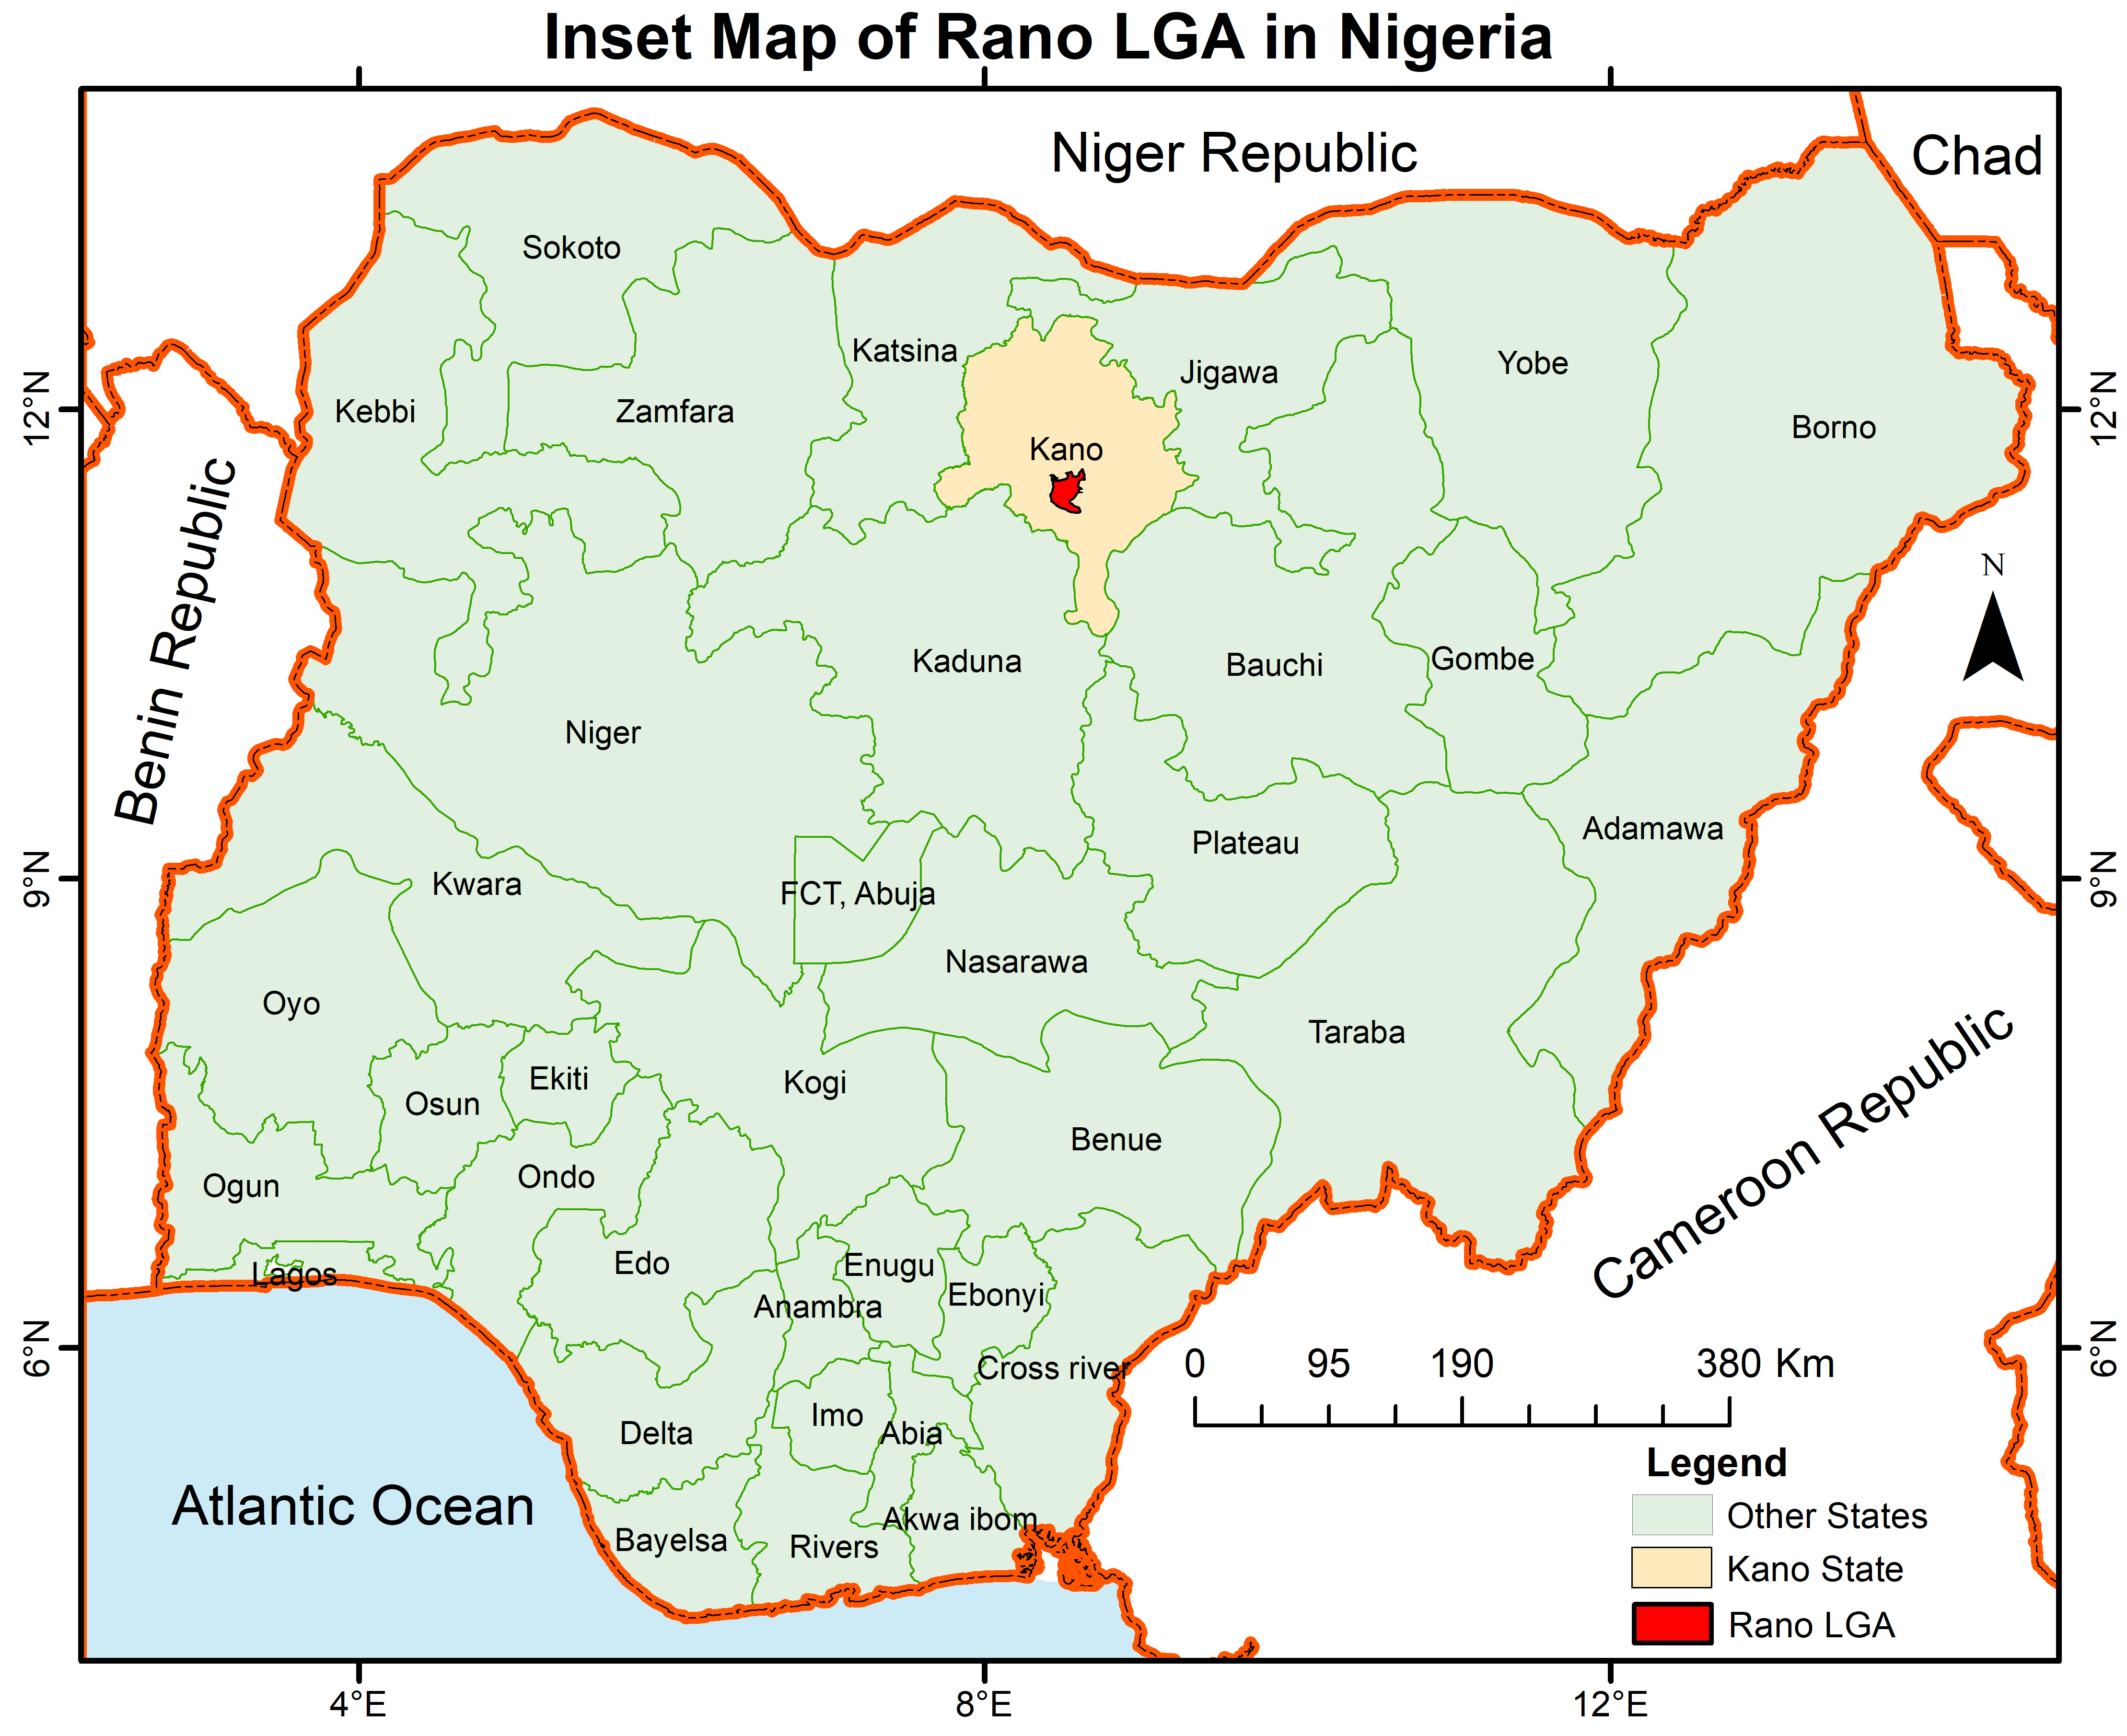 Inset Map of Rano LGA in Nigeria
Niger Republic
Chad
Sokoto
Katsina
Jigawa
Yobe
Kebbi
Zamfara
Kano
Borno
12°N
12°N
Benin Republic
N
Kaduna
Bauchi
Gombe
Niger
Plateau
Adamawa
9°N
9°N
Kwara
FCT, Abuja
Nasarawa
Oyo
Taraba
Cameroon Republic
Osun
Ekiti
Kogi
Benue
Ogun
Ondo
Lagos
Edo
Enugu
Ebonyi
Anambra
6°N
6°N
Cross river
0 95 190 380 Km
Delta
Imo
Abia
Atlantic Ocean
Bayelsa
Rivers
Akwa ibom
Legend
Other States
Kano State
Rano LGA
4°E 8°E 12°E